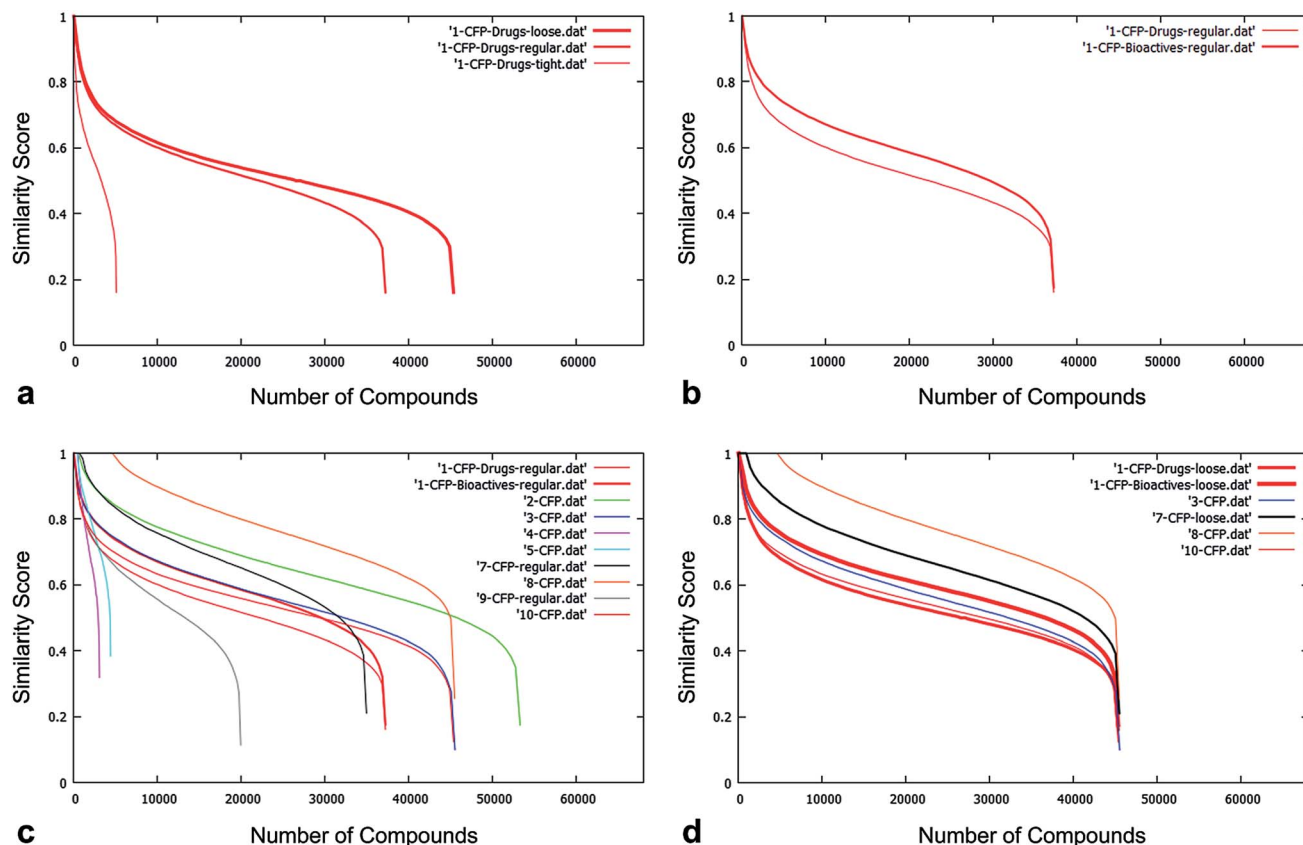 '1-CFP-Drugs-loose.dat'
'1-CFP-Drugs-regular.dat'
'1-CFP-Drugs-tight.dat'
1
0.8
0.6
0.4
0.2
0
Similarity Score
0
10000
20000
30000
40000
50000
60000
Number of Compounds
a
'1-CFP-Drugs-regular.dat'
'1-CFP-Bioactives-regular.dat'
1
0.8
0.6
0.4
0.2
0
Similarity Score
0
10000
20000
30000
40000
50000
60000
Number of Compounds
b
'1-CFP-Drugs-regular.dat'
'1-CFP-Bioactives-regular.dat'
'2-CFP.dat'
'3-CFP.dat'
'4-CFP.dat'
'5-CFP.dat'
'7-CFP-regular.dat'
'8-CFP.dat'
'9-CFP-regular.dat'
'10-CFP.dat'
1
0.8
0.6
0.4
0.2
0
Similarity Score
0
10000
20000
30000
40000
50000
60000
Number of Compounds
c
'1-CFP-Drugs-loose.dat'
'1-CFP-Bioactives-loose.dat'
'3-CFP.dat'
'7-CFP-loose.dat'
'8-CFP.dat'
'10-CFP.dat'
1
0.8
0.6
0.4
0.2
0
Similarity Score
0
10000
20000
30000
40000
50000
60000
Number of Compounds
d